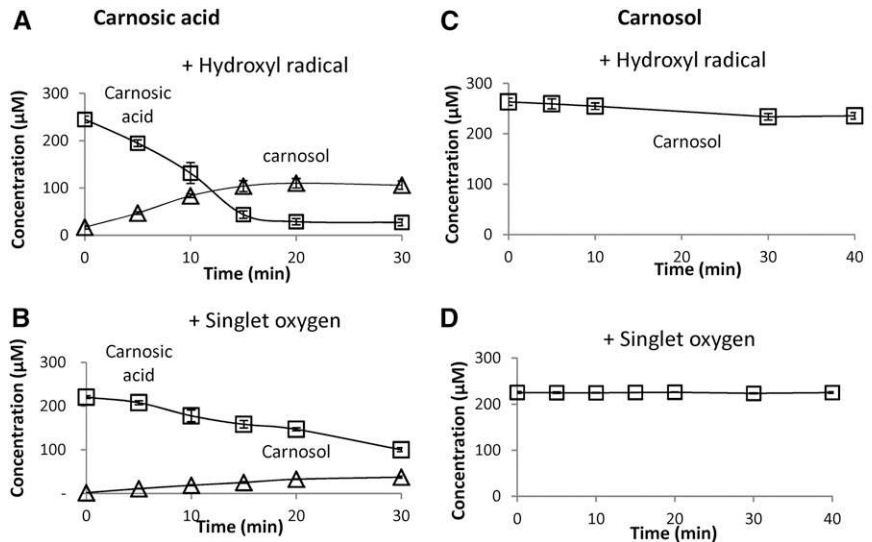 A
Carnosic acid
+ Hydroxyl radical
Concentration (µM)
300
200
100
0
Carnosic
acid
carnosol
0
10
20
30
Time (min)
B
+ Singlet oxygen
Concentration (µM)
300
200
100
-
Carnosic
acid
Carnosol
0
10
20
30
Time (min)
C
Carnosol
+ Hydroxyl radical
Concentration (µM)
300
200
100
0
Carnosol
0
10
20
30
40
Time (min)
D
+ Singlet oxygen
Concentration (µM)
300
200
100
0
0
10
20
30
40
Time (min)